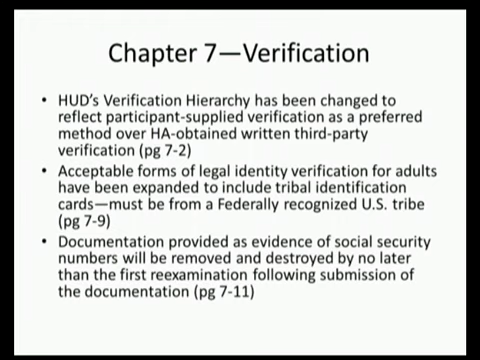 Chapter 7—Verification
• HUD's Verification Hierarchy has been changed to
reflect participant-supplied verification as a preferred
method over HA-obtained written third-party
verification (pg 7-2)
• Acceptable forms of legal identity verification for adults
have been expanded to include tribal identification
cards—must be from a Federally recognized U.S. tribe
(pg 7-9)
• Documentation provided as evidence of social security
numbers will be removed and destroyed by no later
than the first reexamination following submission of
the documentation (pg 7-11)